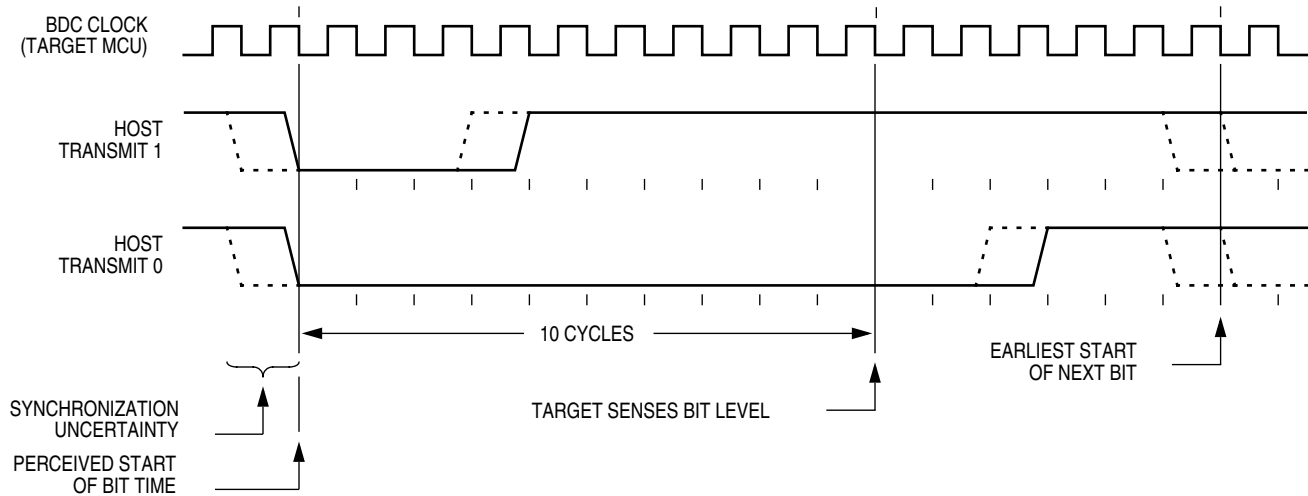 BDC CLOCK
(TARGET MCU)
HOST
TRANSMIT 1
HOST
TRANSMIT 0
10 CYCLES
EARLIEST START
OF NEXT BIT
TARGET SENSES BIT LEVEL
SYNCHRONIZATION
UNCERTAINTY
PERCEIVED START
OF BIT TIME